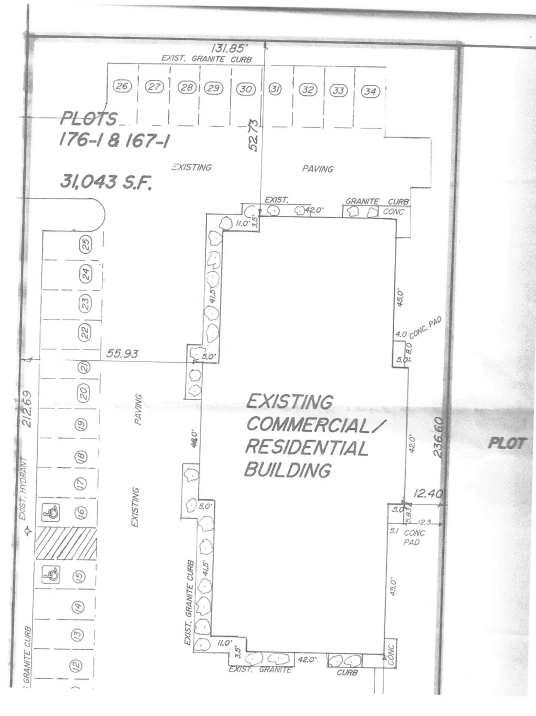 131.85'
EXIST. GRANITE CURB
26 27 28 29 30 31 32 33 34
PLOTS
176-1 & 167-1
31,043 S.F.
52.73
EXISTING PAVING
EXIST.
42.0'
GRANITE CURB
CONC
11.0'
3.5'
25
24
23
22
21
20
19
18
17
16
15
14
13
12
41.5'
45.0'
4.0
CONC PAD
8.0
5.0'
55.93
5.0'
212.69
PAVING
EXISTING
EXISTING
COMMERCIAL/
RESIDENTIAL
BUILDING
42.0'
236.60
PLOT
12.40
EXIST. HYDRANT
5.0'
5.0'
5.83
12.3
5.1
CONC
PAD
41.5'
45.0'
EXIST. GRANITE CURB
GRANITE CURB
11.0'
3.5'
42.0'
CONC
EXIST. GRANITE
CURB